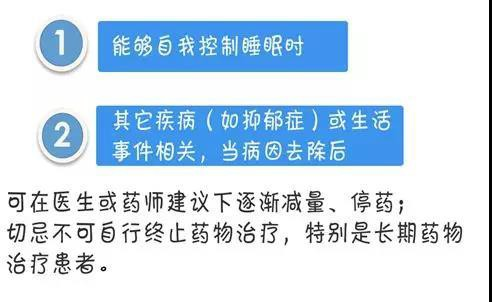 1
能够自我控制睡眠时
2
其它疾病（如抑郁症）或生活
事件相关，当病因去除后
可在医生或药师建议下逐渐减量、停药；
切忌不可自行终止药物治疗，特别是长期药物
治疗患者。